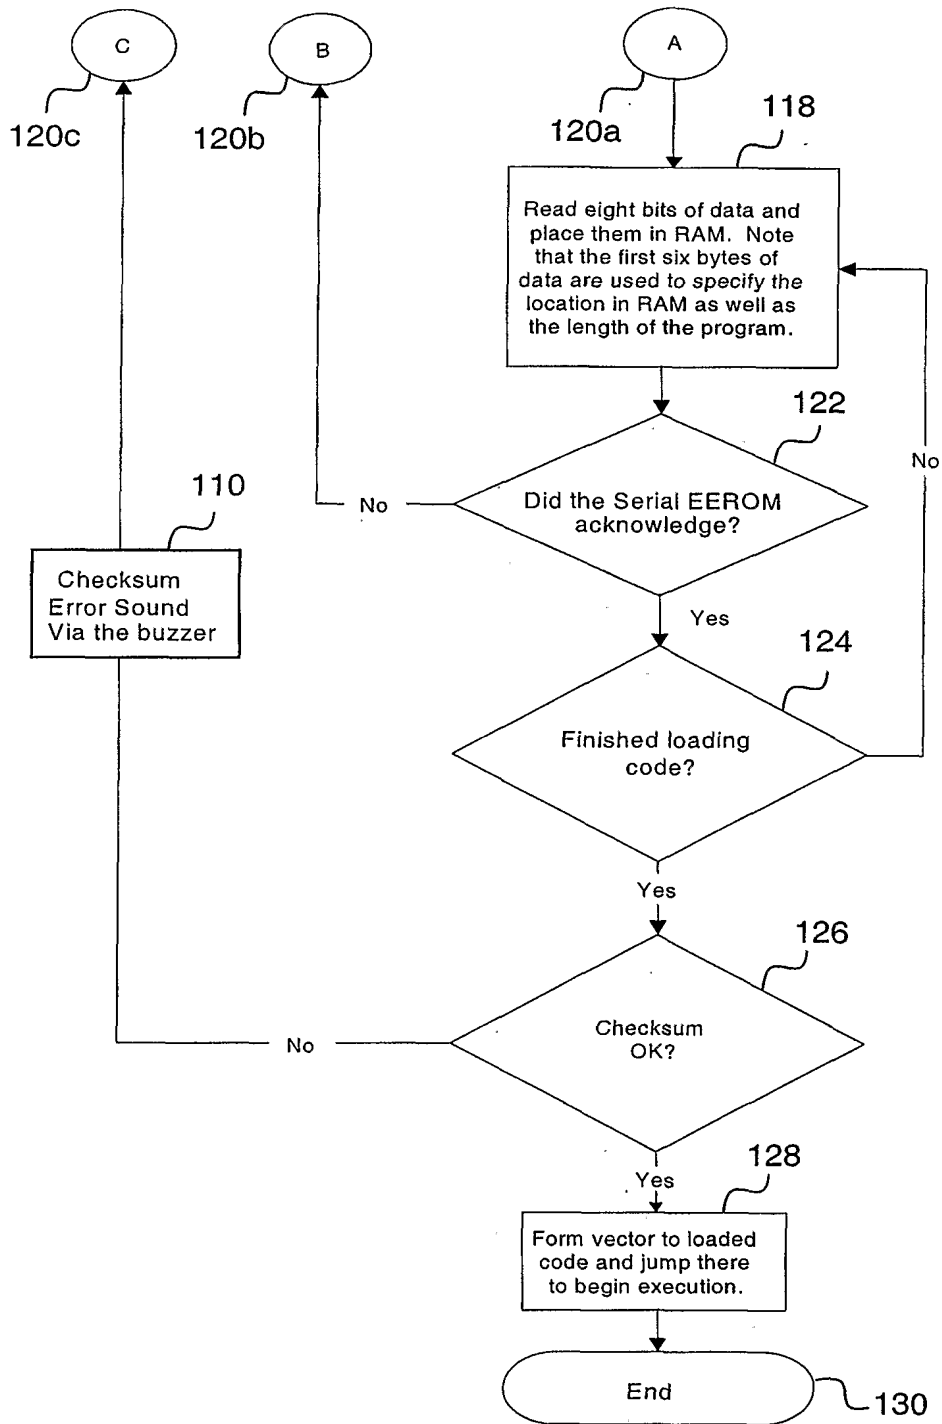 C
B
A
120c
120b
120a
118
Read eight bits of data and
place them in RAM. Note
that the first six bytes of
data are used to specify the
location in RAM as well as
the length of the program.
122
No
No
Did the Serial EEROM
acknowledge?
110
Checksum
Error Sound
Via the buzzer
Yes
124
Finished loading
code?
Yes
126
No
Checksum
OK?
128
Yes
Form vector to loaded
code and jump there
to begin execution.
End
130